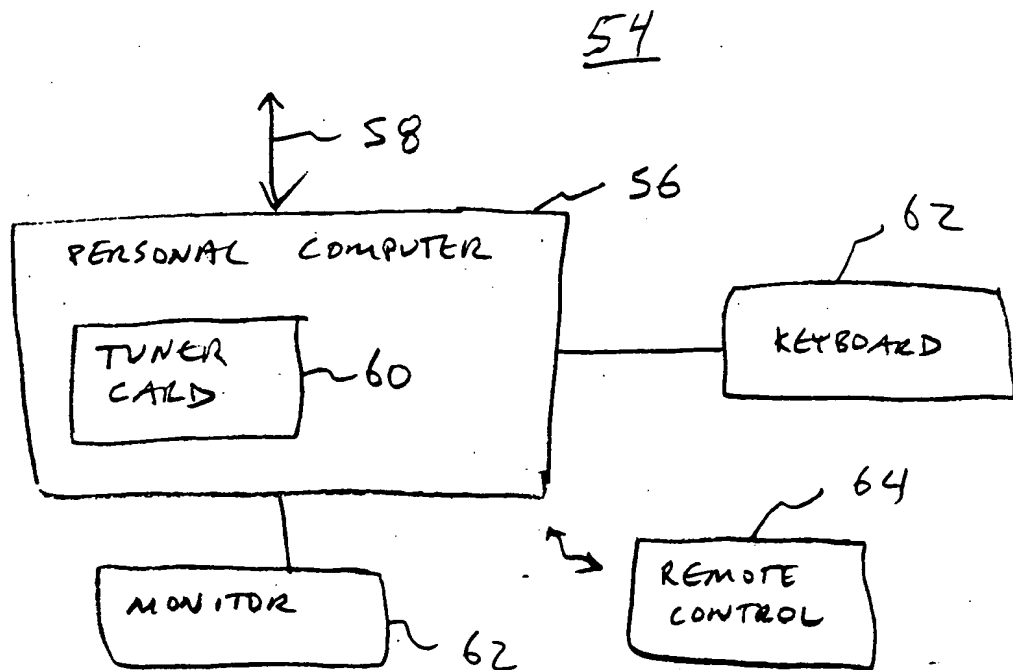 54
58
56
PERSONAL COMPUTER
62
TUNER
CARD
60
KEYBOARD
64
REMOTE
CONTROL
MONITOR
62